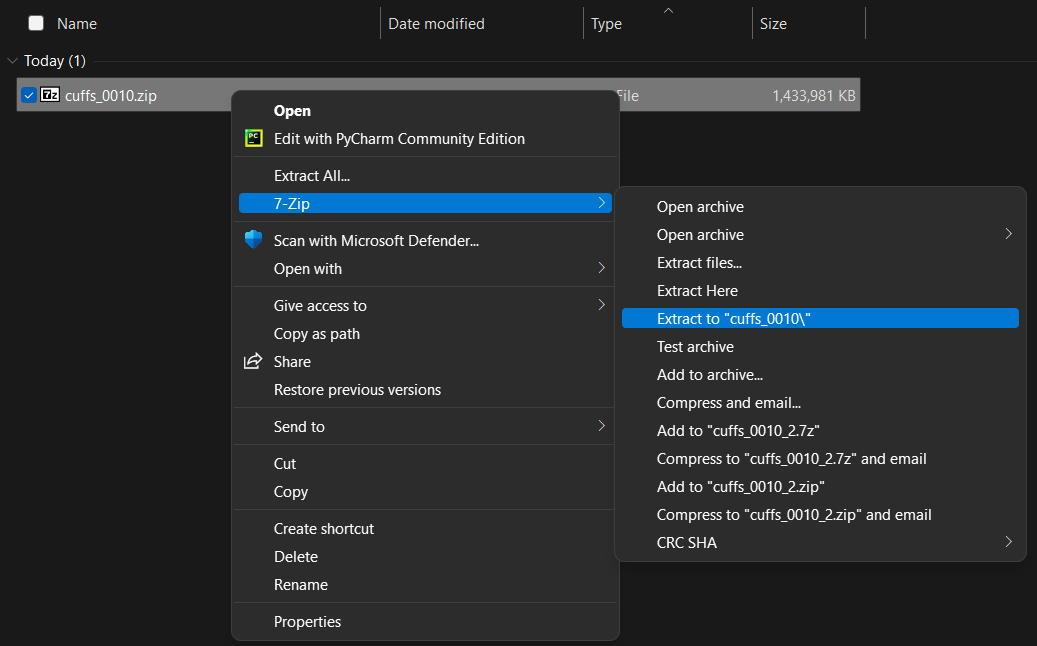 Name Date modified Type Size
Today (1)
7z cuffs_0010.zip File 1,433,981 KB
Open
PC Edit with PyCharm Community Edition
Extract All...
7-Zip
Scan with Microsoft Defender...
Open with
Give access to
Copy as path
Share
Restore previous versions
Send to
Cut
Copy
Create shortcut
Delete
Rename
Properties
Open archive
Open archive
Extract files...
Extract Here
Extract to "cuffs_0010\"
Test archive
Add to archive...
Compress and email...
Add to "cuffs_0010_2.7z"
Compress to "cuffs_0010_2.7z" and email
Add to "cuffs_0010_2.zip"
Compress to "cuffs_0010_2.zip" and email
CRC SHA